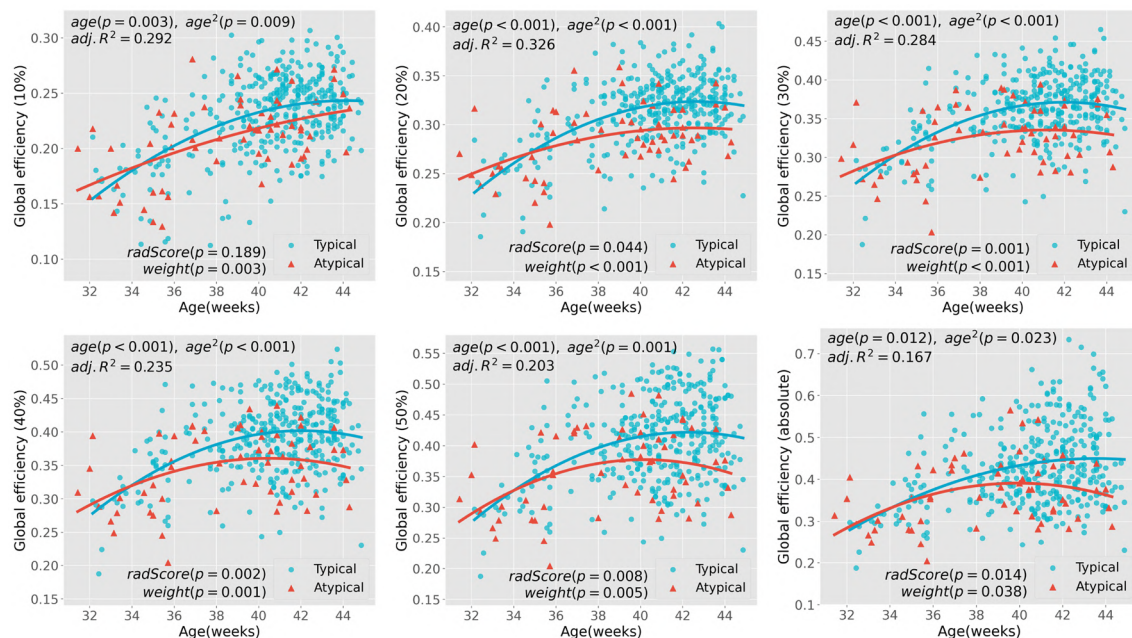 age(p = 0.003), age²(p = 0.009)
adj. R² = 0.292
0.30
0.25
0.20
0.15
0.10
Global efficiency (10%)
radScore(p = 0.189)
weight(p = 0.003)
Typical
Atypical
32 34 36 38 40 42 44
Age(weeks)
age(p < 0.001), age²(p < 0.001)
adj. R² = 0.326
0.40
0.35
0.30
0.25
0.20
0.15
Global efficiency (20%)
radScore(p = 0.044)
weight(p < 0.001)
Typical
Atypical
32 34 36 38 40 42 44
Age(weeks)
age(p < 0.001), age²(p < 0.001)
adj. R² = 0.284
0.45
0.40
0.35
0.30
0.25
0.20
0.15
Global efficiency (30%)
radScore(p = 0.001)
weight(p < 0.001)
Typical
Atypical
32 34 36 38 40 42 44
Age(weeks)
age(p < 0.001), age²(p < 0.001)
adj. R² = 0.235
0.50
0.45
0.40
0.35
0.30
0.25
0.20
0.15
Global efficiency (40%)
radScore(p = 0.002)
weight(p = 0.001)
Typical
Atypical
32 34 36 38 40 42 44
Age(weeks)
age(p < 0.001), age²(p = 0.001)
adj. R² = 0.203
0.55
0.50
0.45
0.40
0.35
0.30
0.25
0.20
0.15
Global efficiency (50%)
radScore(p = 0.008)
weight(p = 0.005)
Typical
Atypical
32 34 36 38 40 42 44
Age(weeks)
age(p = 0.012), age²(p = 0.023)
adj. R² = 0.167
0.7
0.6
0.5
0.4
0.3
0.2
0.1
Global efficiency (absolute)
radScore(p = 0.014)
weight(p = 0.038)
Typical
Atypical
32 34 36 38 40 42 44
Age(weeks)